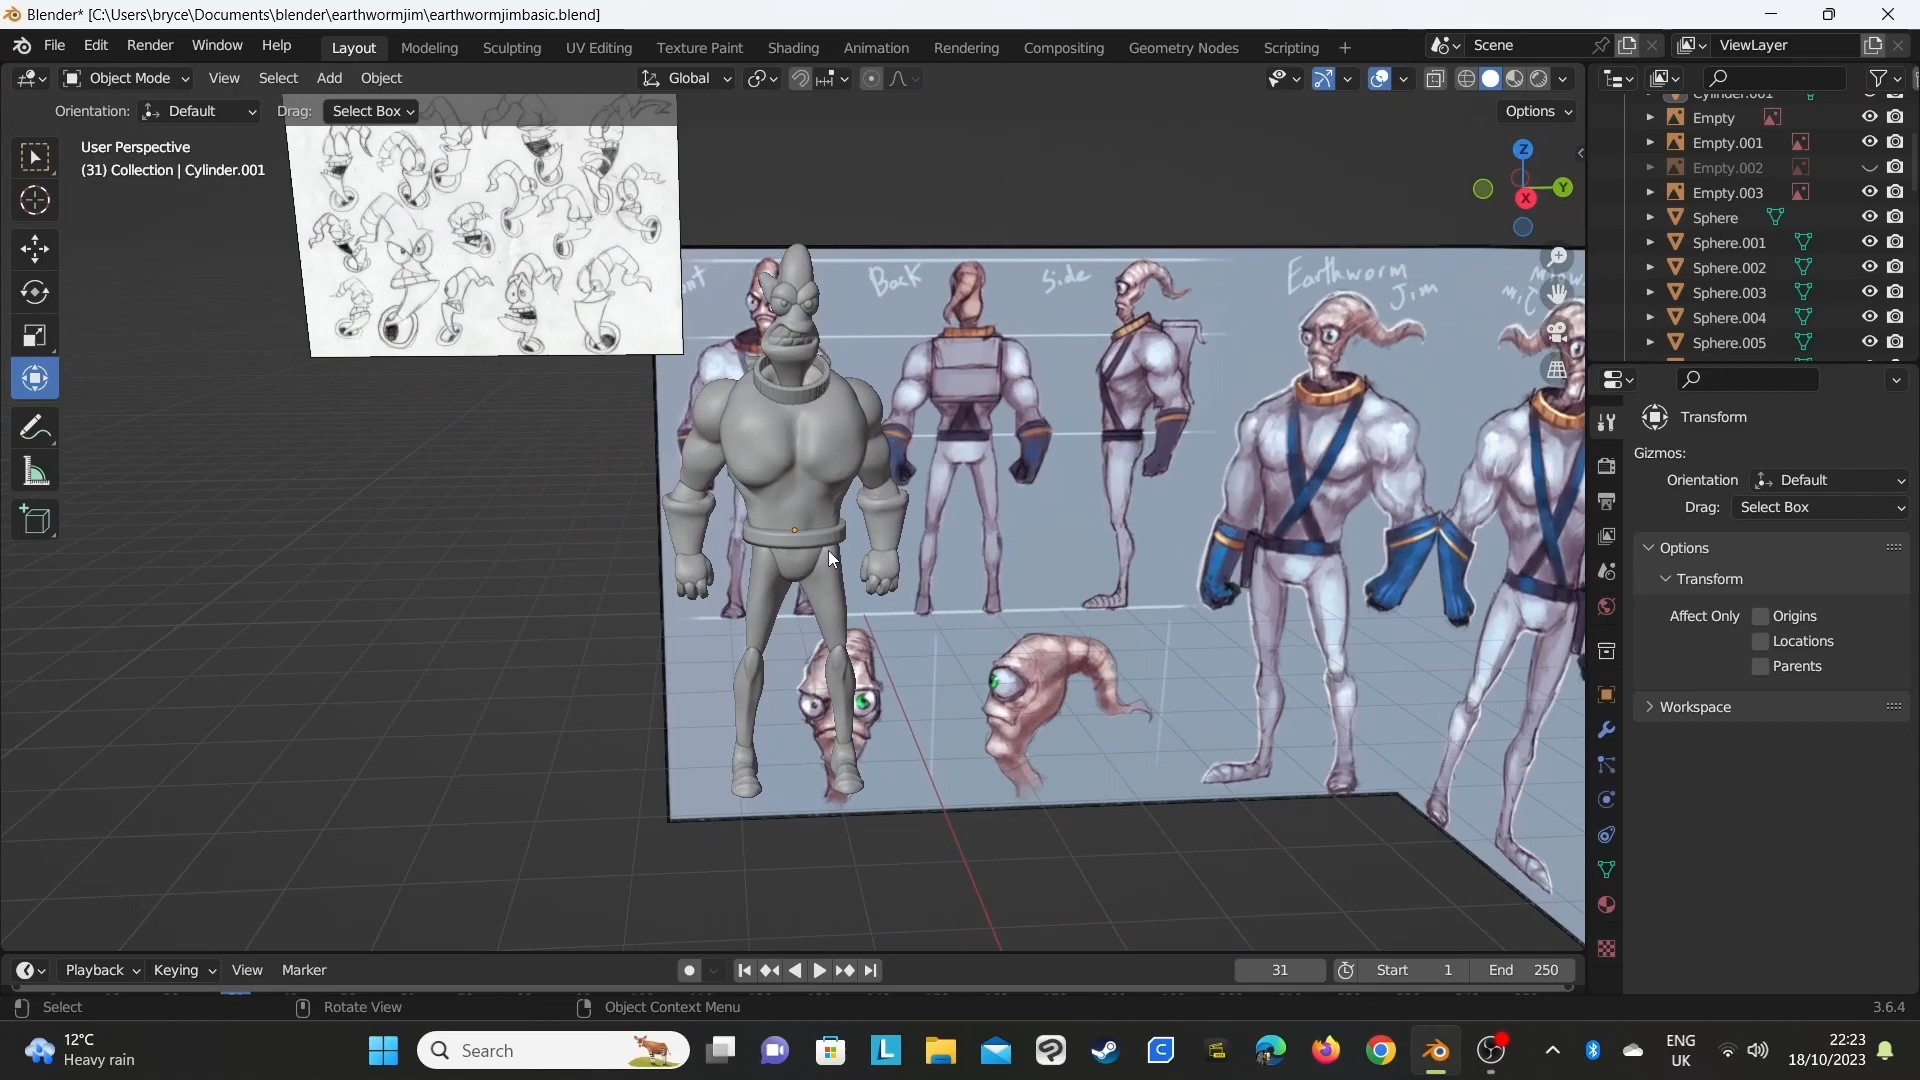 Blender* [C:\Users\bryce\Documents\blender\earthwormjim\earthwormjimbasic.blend]
File Edit Render Window Help Layout Modeling Sculpting UV Editing Texture Paint Shading Animation Rendering Compositing Geometry Nodes Scripting + Scene ViewLayer
Object Mode View Select Add Object Global
Orientation: Default Drag: Select Box Options
User Perspective
(31) Collection | Cylinder.001
Z
Y
X
Back
Side
Earthworm
Jim
Cylinder.001
Empty
Empty.001
Empty.002
Empty.003
Sphere
Sphere.001
Sphere.002
Sphere.003
Sphere.004
Sphere.005
Transform
Gizmos:
Orientation Default
Drag: Select Box
Options
Transform
Affect Only Origins
Locations
Parents
Workspace
Playback Keying View Marker 31 Start 1 End 250
Select Rotate View Object Context Menu 3.6.4
12°C
Heavy rain
Search
ENG
UK
22:23
18/10/2023